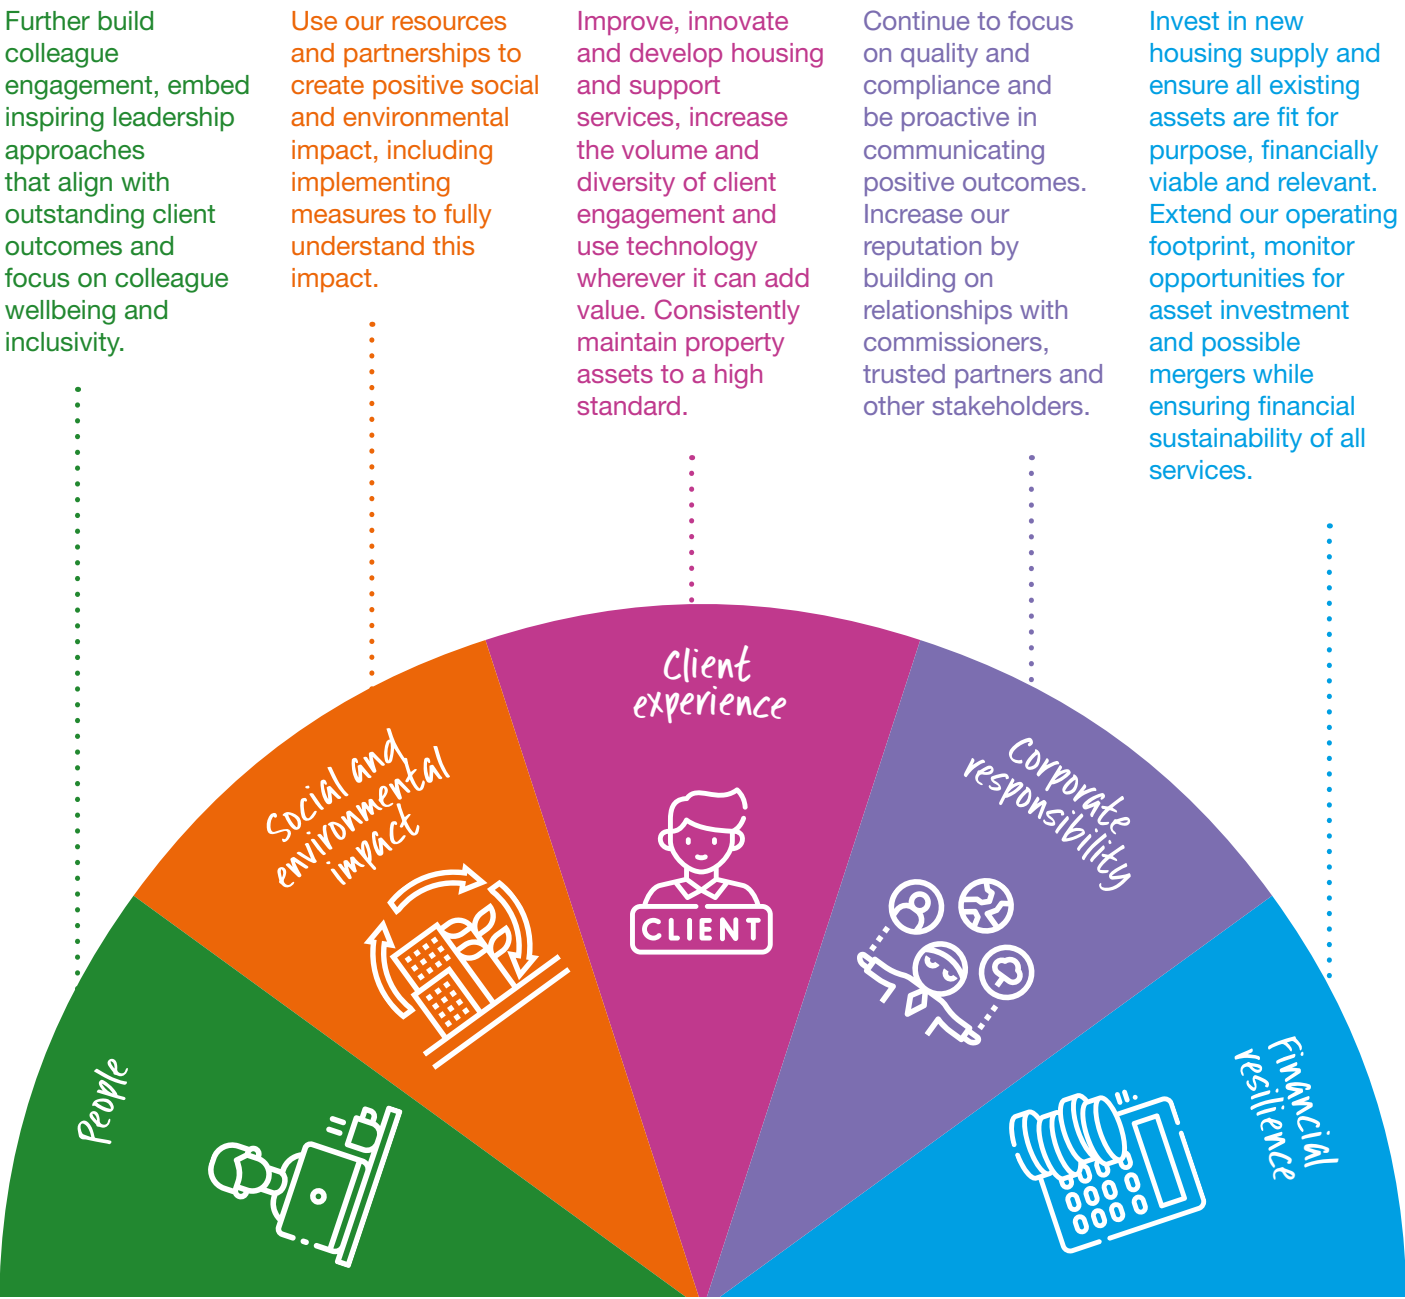 Further build
colleague
engagement, embed
inspiring leadership
approaches
that align with
outstanding client
outcomes and
focus on colleague
wellbeing and
inclusivity.
Use our resources
and partnerships to
create positive social
and environmental
impact, including
implementing
measures to fully
understand this
impact.
Improve, innovate
and develop housing
and support
services, increase
the volume and
diversity of client
engagement and
use technology
wherever it can add
value. Consistently
maintain property
assets to a high
standard.
Continue to focus
on quality and
compliance and
be proactive in
communicating
positive outcomes.
Increase our
reputation by
building on
relationships with
commissioners,
trusted partners and
other stakeholders.
Invest in new
housing supply and
ensure all existing
assets are fit for
purpose, financially
viable and relevant.
Extend our operating
footprint, monitor
opportunities for
asset investment
and possible
mergers while
ensuring financial
sustainability of all
services.
People
Social and
environmental
impact
Client
experience
CLIENT
Corporate
responsibility
Financial
resilience